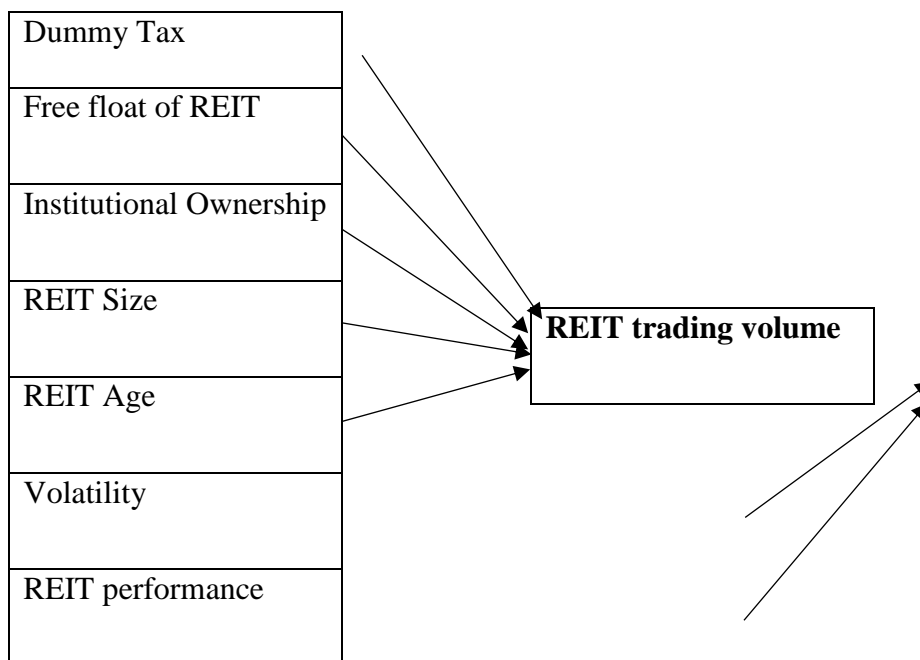 Dummy Tax
Free float of REIT
Institutional Ownership
REIT Size
REIT trading volume
REIT Age
Volatility
REIT performance